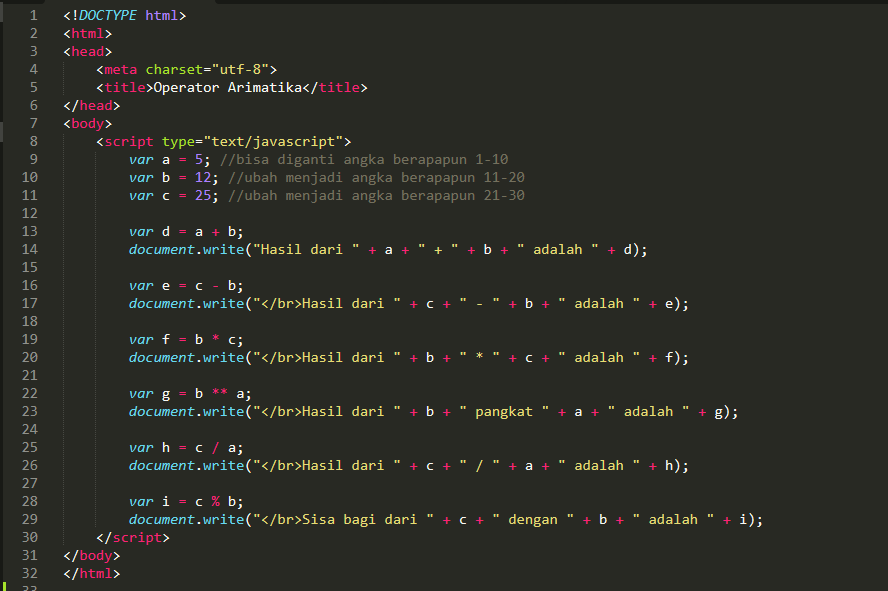 1 <!DOCTYPE html>
2 <html>
3 <head>
4 <meta charset="utf-8">
5 <title>Operator Arimatika</title>
6 </head>
7 <body>
8 <script type="text/javascript">
9 var a = 5; //bisa diganti angka berapapun 1-10
10 var b = 12; //ubah menjadi angka berapapun 11-20
11 var c = 25; //ubah menjadi angka berapapun 21-30
12
13 var d = a + b;
14 document.write("Hasil dari " + a + " + " + b + " adalah " + d);
15
16 var e = c - b;
17 document.write("</br>Hasil dari " + c + " - " + b + " adalah " + e);
18
19 var f = b * c;
20 document.write("</br>Hasil dari " + b + " * " + c + " adalah " + f);
21
22 var g = b ** a;
23 document.write("</br>Hasil dari " + b + " pangkat " + a + " adalah " + g);
24
25 var h = c / a;
26 document.write("</br>Hasil dari " + c + " / " + a + " adalah " + h);
27
28 var i = c % b;
29 document.write("</br>Sisa bagi dari " + c + " dengan " + b + " adalah " + i);
30 </script>
31 </body>
32 </html>
33